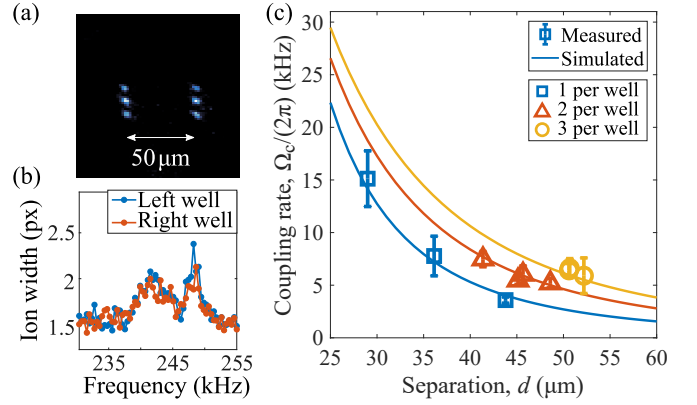 (a)
50 μm
(b)
Left well
Right well
Ion width (px)
2.5
2
1.5
235
245
255
Frequency (kHz)
(c)
Coupling rate, Ωc/(2π) (kHz)
30
25
20
15
10
5
0
Measured
Simulated
1 per well
2 per well
3 per well
25 30 35 40 45 50 55 60
Separation, d (μm)